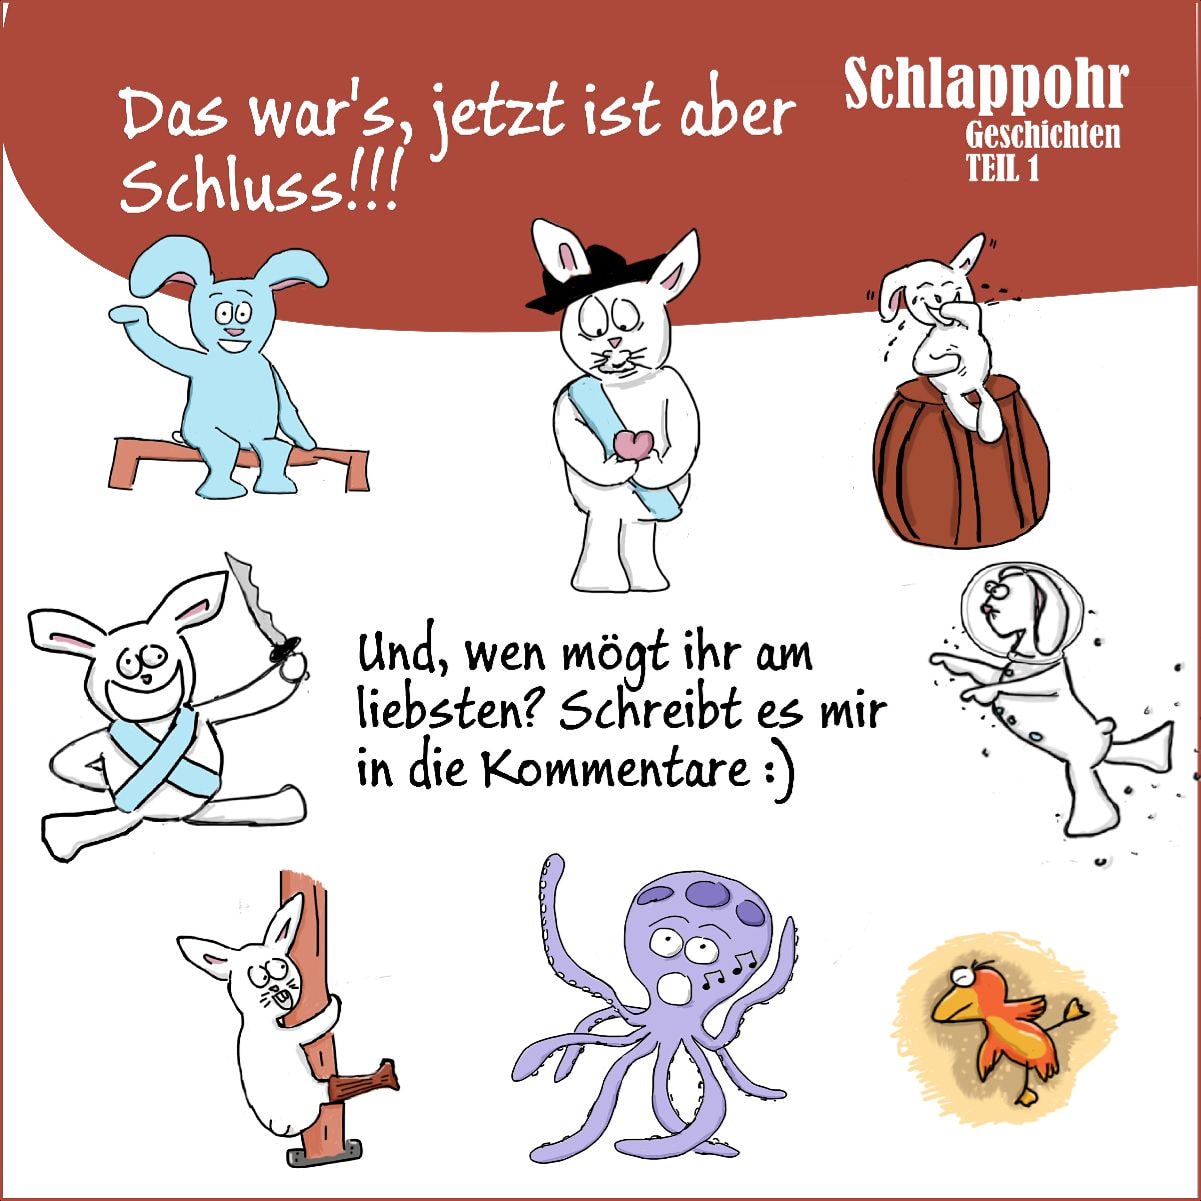 Das war's, jetzt ist aber
Schluss!!!
Schlappohr
Geschichten
TEIL 1
Und, wen mögt ihr am
liebsten? Schreibt es mir
in die Kommentare :)